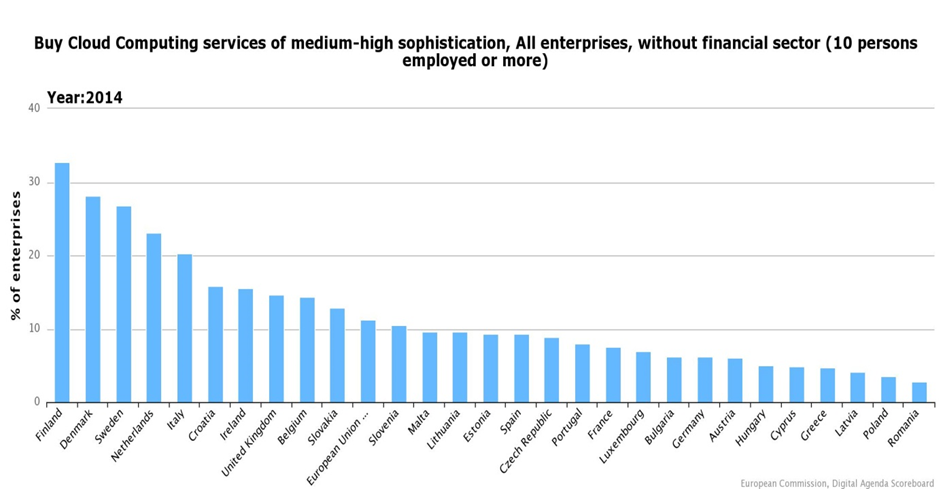 Buy Cloud Computing services of medium-high sophistication, All enterprises, without financial sector (10 persons
employed or more)
Year:2014
% of enterprises
40
30
20
10
0
Finland
Denmark
Sweden
Netherlands
Italy
Croatia
Ireland
United Kingdom
Belgium
Slovakia
European Union ...
Slovenia
Malta
Lithuania
Estonia
Spain
Czech Republic
Portugal
France
Luxembourg
Bulgaria
Germany
Austria
Hungary
Cyprus
Greece
Latvia
Poland
Romania
European Commission, Digital Agenda Scoreboard